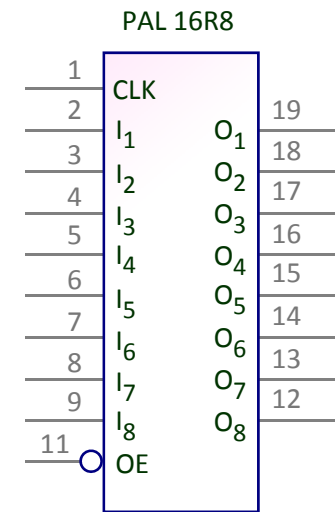 PAL 16R8
1 CLK
2 I1 O1 19
3 I2 O2 18
4 I3 O3 17
5 I4 O4 16
6 I5 O5 15
7 I6 O6 14
8 I7 O7 13
9 I8 O8 12
11 OE